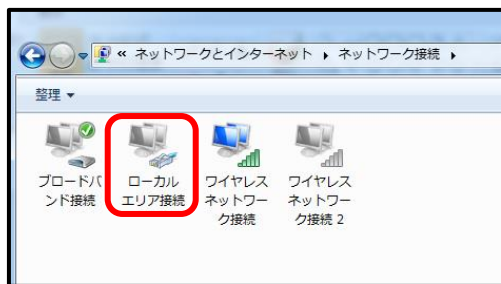 « ネットワークとインターネット ▸ ネットワーク接続 ▸
整理 ▼
ブロードバンド接続
ローカル
エリア接続
ワイヤレス
ネットワー
ク接続
ワイヤレス
ネットワー
ク接続 2